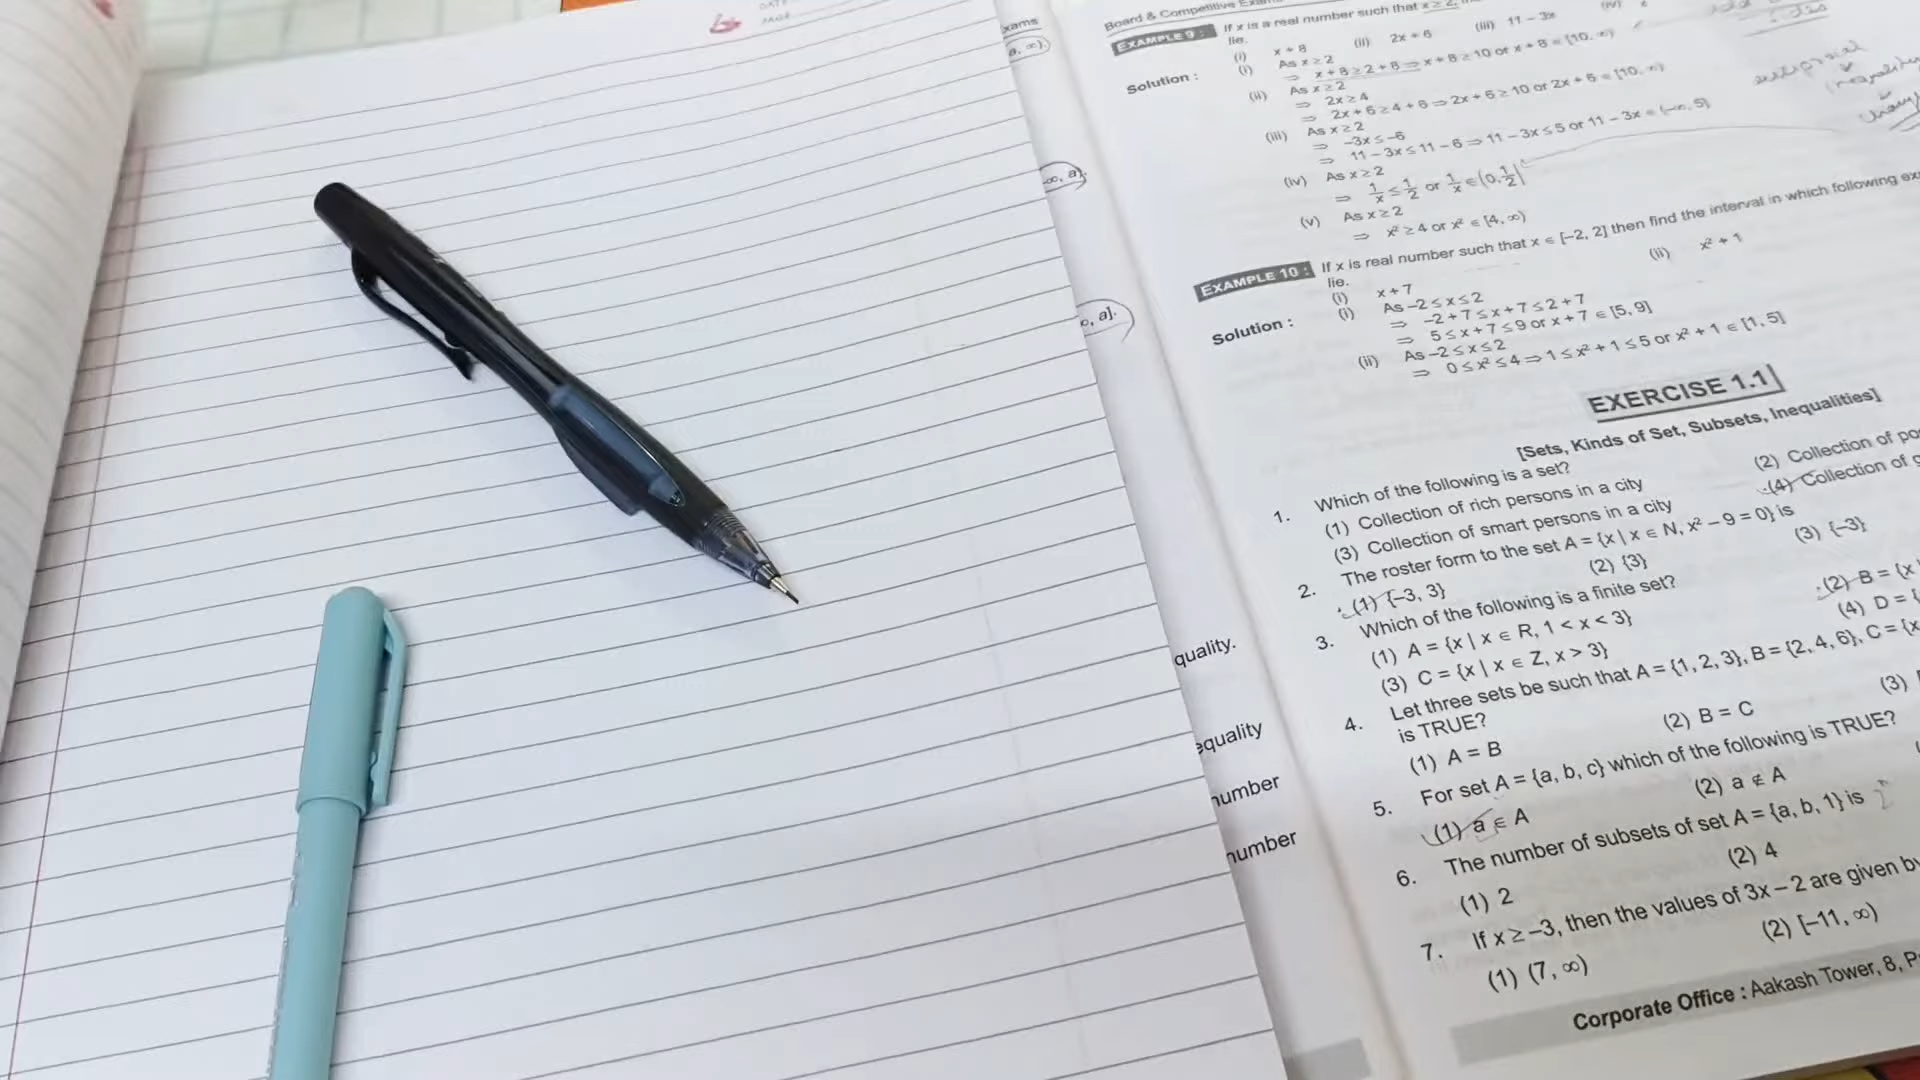 DATE
PAGE
xams
a, ∞).
∞, a).
o, a].
quality.
equality
number
number
Board & Competitive Exam
EXAMPLE 9 : If x is a real number such that x ≥ 2,
lie.
(i) x + 8 (ii) 2x + 6 (iii) 11 – 3x (iv)
Solution : (i) As x ≥ 2
⇒ x + 8 ≥ 2 + 8 ⇒ x + 8 ≥ 10 or x + 8 ∈ [10, ∞)
(ii) As x ≥ 2
⇒ 2x ≥ 4
⇒ 2x + 6 ≥ 4 + 6 ⇒ 2x + 6 ≥ 10 or 2x + 6 ∈ [10, ∞)
(iii) As x ≥ 2
⇒ –3x ≤ –6
⇒ 11 – 3x ≤ 11 – 6 ⇒ 11 – 3x ≤ 5 or 11 – 3x ∈ (–∞, 5]
(iv) As x ≥ 2
⇒ 1/x ≤ 1/2 or 1/x ∈ (0, 1/2]
(v) As x ≥ 2
⇒ x² ≥ 4 or x² ∈ [4, ∞)
reciprocal
EXAMPLE 10 : If x is real number such that x ∈ [–2, 2] then find the interval in which following ex
lie.
(i) x + 7 (ii) x² + 1
Solution : (i) As –2 ≤ x ≤ 2
⇒ –2 + 7 ≤ x + 7 ≤ 2 + 7
⇒ 5 ≤ x + 7 ≤ 9 or x + 7 ∈ [5, 9]
(ii) As –2 ≤ x ≤ 2
⇒ 0 ≤ x² ≤ 4 ⇒ 1 ≤ x² + 1 ≤ 5 or x² + 1 ∈ [1, 5]
EXERCISE 1.1
[Sets, Kinds of Set, Subsets, Inequalities]
1. Which of the following is a set?
(1) Collection of rich persons in a city (2) Collection of po
(3) Collection of smart persons in a city (4) Collection of g
2. The roster form to the set A = {x | x ∈ N, x² – 9 = 0} is
(1) {–3, 3} (2) {3} (3) {–3}
3. Which of the following is a finite set?
(1) A = {x | x ∈ R, 1 < x < 3} (2) B = {x
(3) C = {x | x ∈ Z, x > 3} (4) D = {
4. Let three sets be such that A = {1, 2, 3}, B = {2, 4, 6}, C = {x
is TRUE?
(1) A = B (2) B = C (3)
5. For set A = {a, b, c} which of the following is TRUE?
(1) a ∈ A (2) a ∉ A
6. The number of subsets of set A = {a, b, 1} is
(1) 2 (2) 4
7. If x ≥ –3, then the values of 3x – 2 are given by
(1) (7, ∞) (2) [–11, ∞)
Corporate Office : Aakash Tower, 8, P